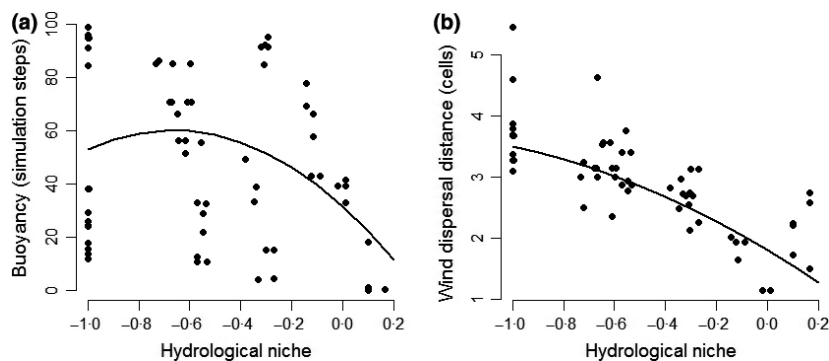 (a)
Buoyancy (simulation steps)
100
80
60
40
20
0
−1·0 −0·8 −0·6 −0·4 −0·2 0·0 0·2
Hydrological niche
(b)
Wind dispersal distance (cells)
5
4
3
2
1
−1·0 −0·8 −0·6 −0·4 −0·2 0·0 0·2
Hydrological niche